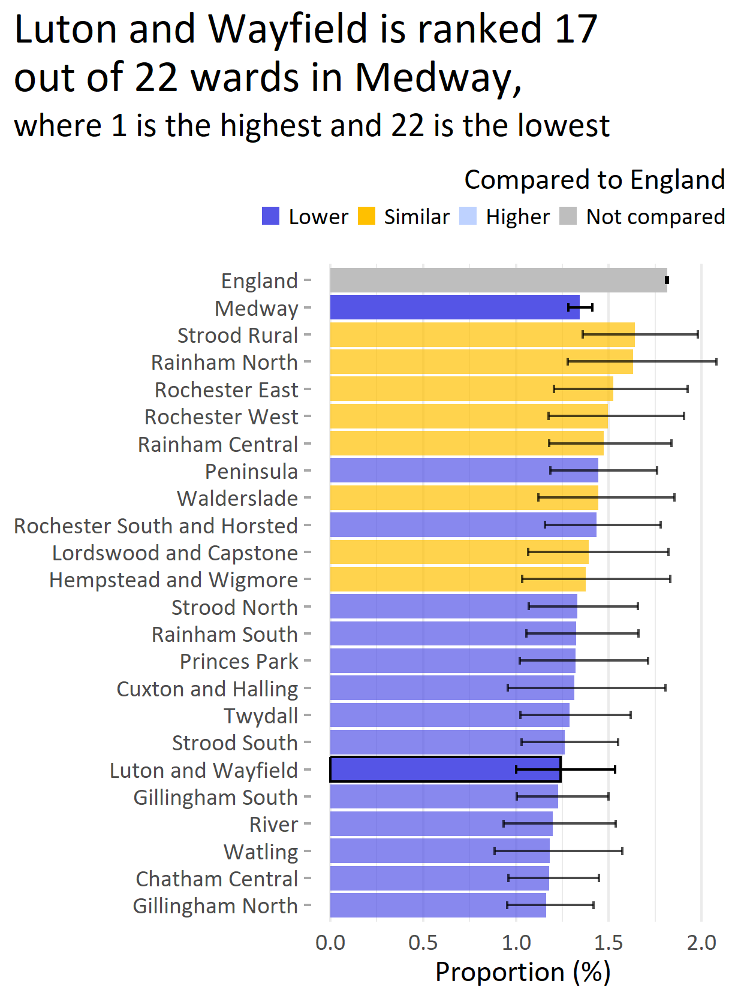 Luton and Wayfield is ranked 17
out of 22 wards in Medway,
where 1 is the highest and 22 is the lowest
Compared to England
Lower Similar Higher Not compared
England
Medway
Strood Rural
Rainham North
Rochester East
Rochester West
Rainham Central
Peninsula
Walderslade
Rochester South and Horsted
Lordswood and Capstone
Hempstead and Wigmore
Strood North
Rainham South
Princes Park
Cuxton and Halling
Twydall
Strood South
Luton and Wayfield
Gillingham South
River
Watling
Chatham Central
Gillingham North
0.0 0.5 1.0 1.5 2.0
Proportion (%)